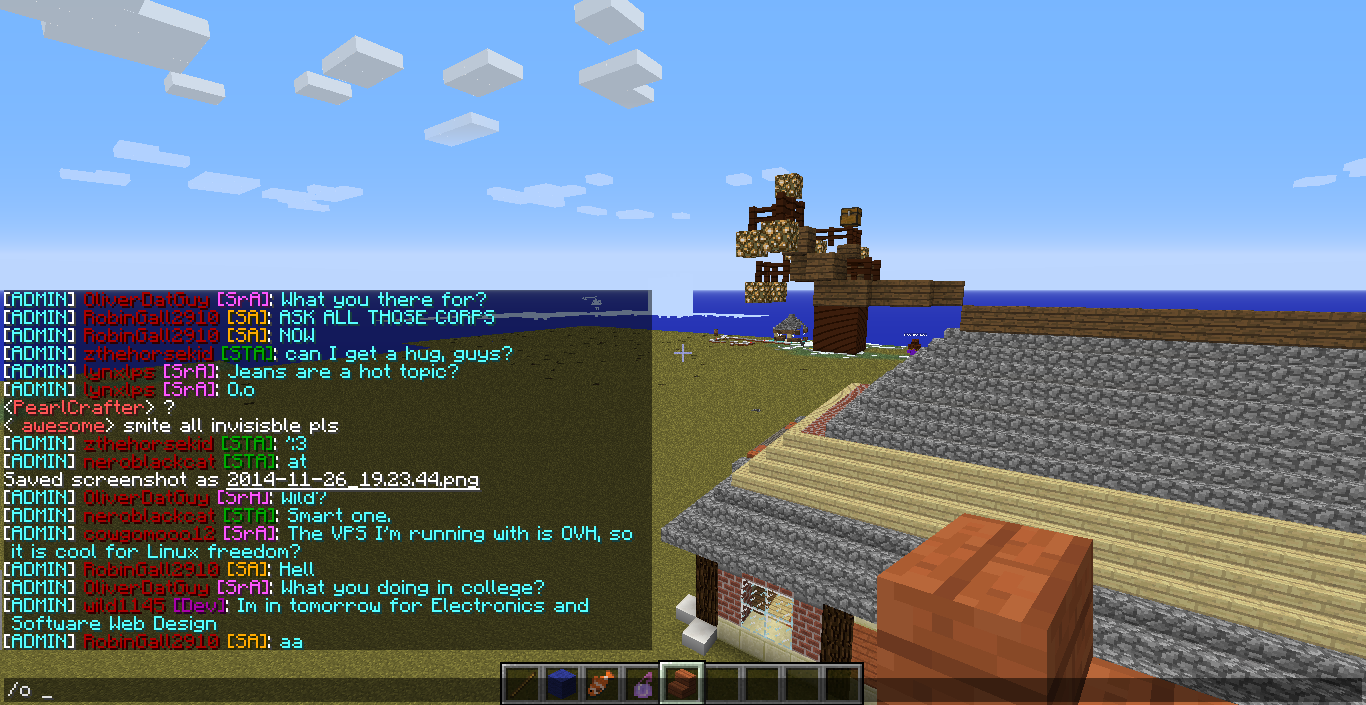 [ADMIN] OliverDatGuy [SrA]: What you there for?
[ADMIN] RobinGall2910 [SA]: ASK ALL THOSE CORPS
[ADMIN] RobinGall2910 [SA]: NOW
[ADMIN] zthehorsekid [STA]: can I get a hug, guys?
[ADMIN] lynxlps [SrA]: Jeans are a hot topic?
[ADMIN] lynxlps [SrA]: O.o
<PearlCrafter> ?
< awesome> smite all invisisble pls
[ADMIN] zthehorsekid [STA]: ':3
[ADMIN] neroblackcat [STA]: at
Saved screenshot as 2014-11-26_19.23.44.png
[ADMIN] OliverDatGuy [SrA]: Wild?
[ADMIN] neroblackcat [STA]: Smart one.
[ADMIN] cowgomooo12 [SrA]: The VPS I'm running with is OVH, so
it is cool for Linux freedom?
[ADMIN] RobinGall2910 [SA]: Hell
[ADMIN] OliverDatGuy [SrA]: What you doing in college?
[ADMIN] wild1145 [Dev]: Im in tomorrow for Electronics and
Software Web Design
[ADMIN] RobinGall2910 [SA]: aa
/o _